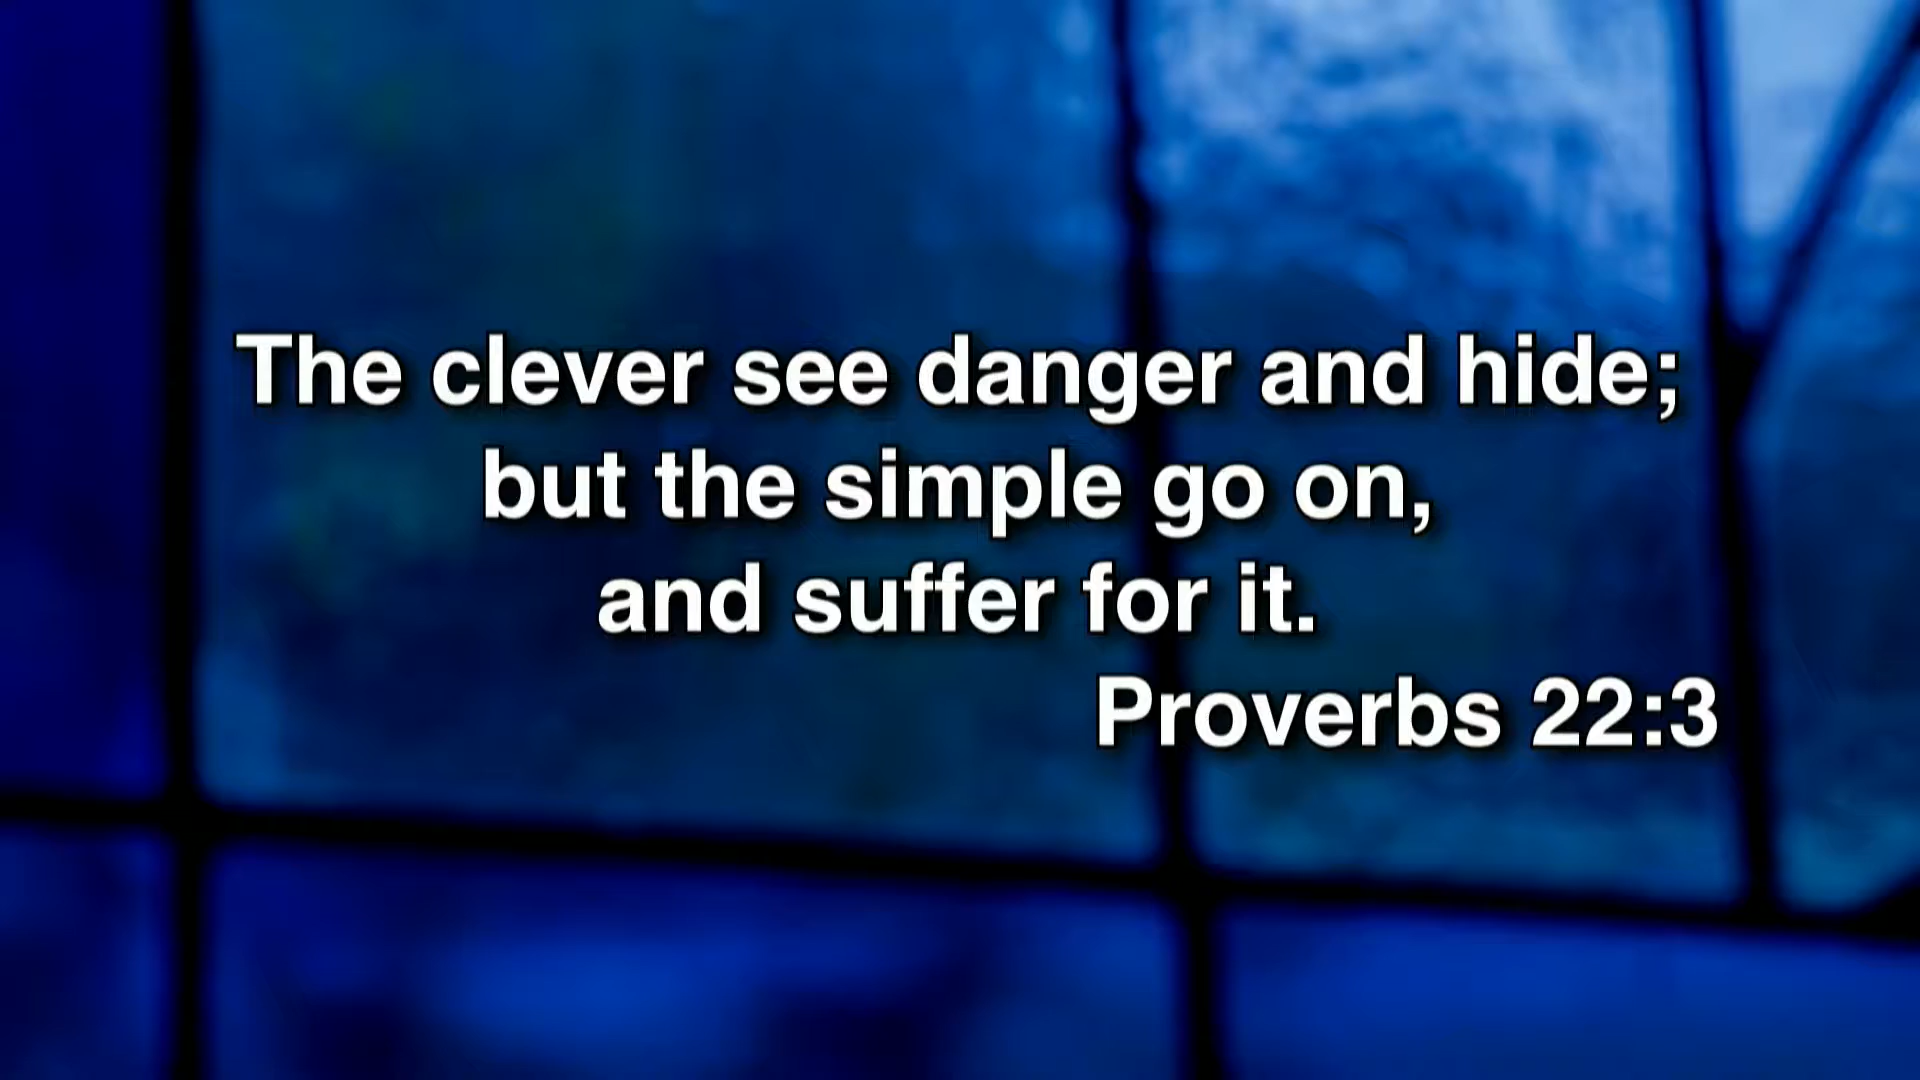 The clever see danger and hide;
but the simple go on,
and suffer for it.
Proverbs 22:3